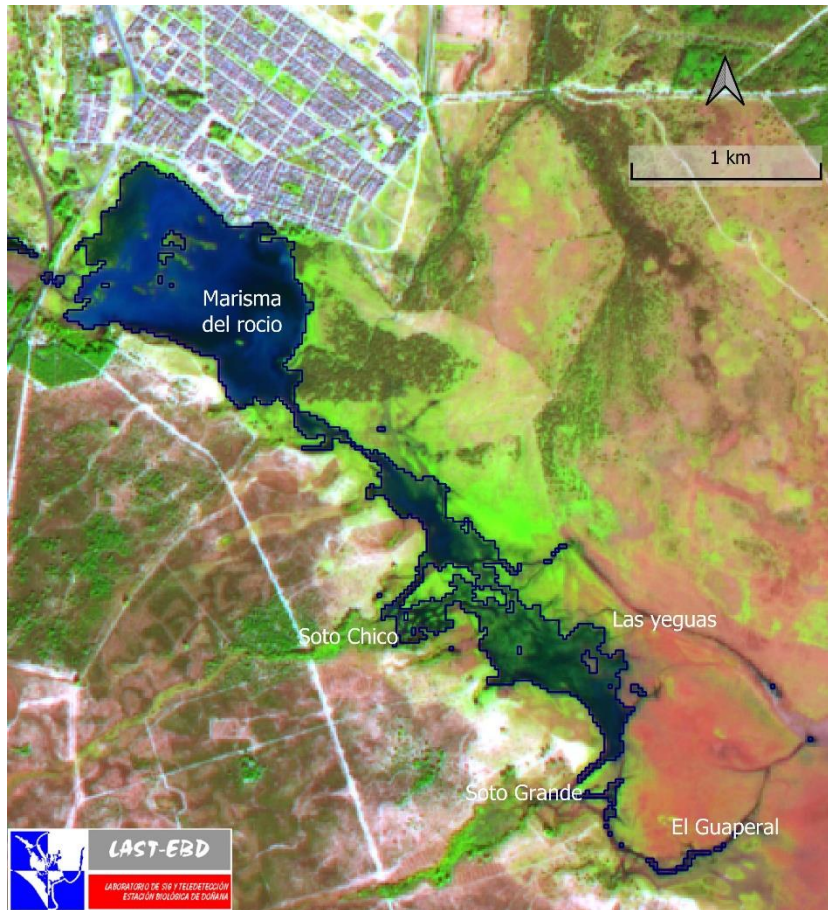 1 km
Marisma
del rocio
Las yeguas
Soto Chico
Soto Grande
El Guaperal
LAST-EBD
LABORATORIO DE SIG Y TELEDETECCIÓN
ESTACIÓN BIOLÓGICA DE DOÑANA